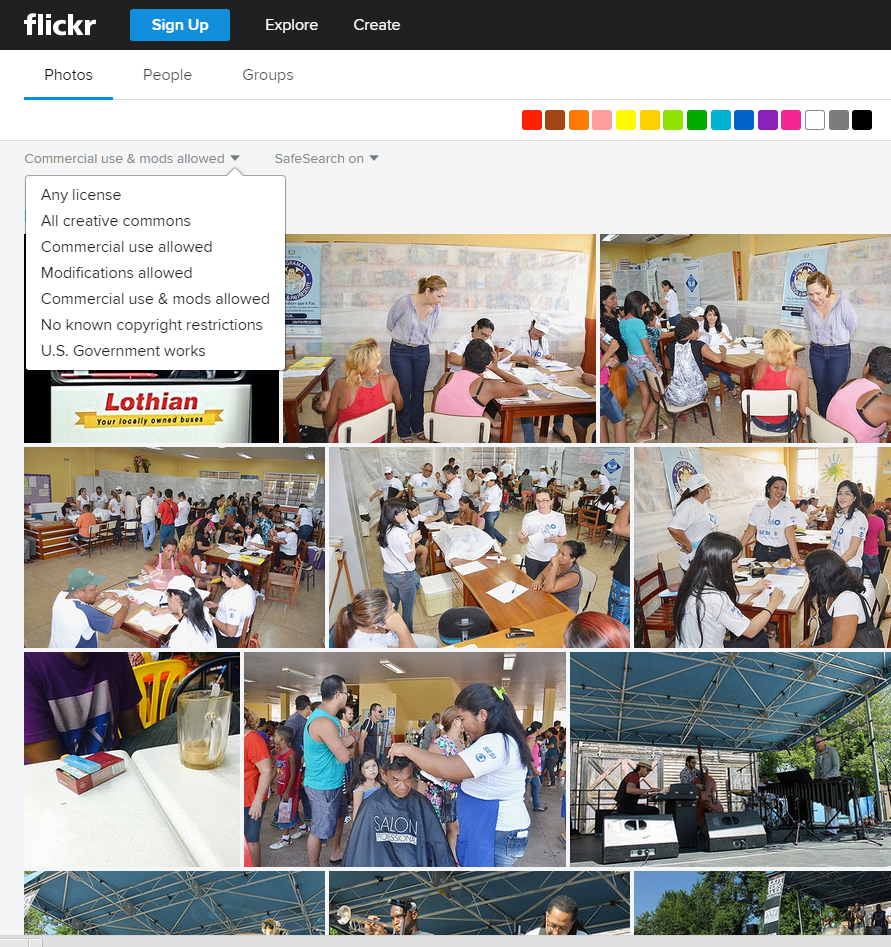 flickr
Sign Up
Explore
Create
Photos
People
Groups
Commercial use & mods allowed
SafeSearch on
Any license
All creative commons
Commercial use allowed
Modifications allowed
Commercial use & mods allowed
No known copyright restrictions
U.S. Government works
Lothian
Your locally owned buses
SESI
SALON
PROFESSIONAL